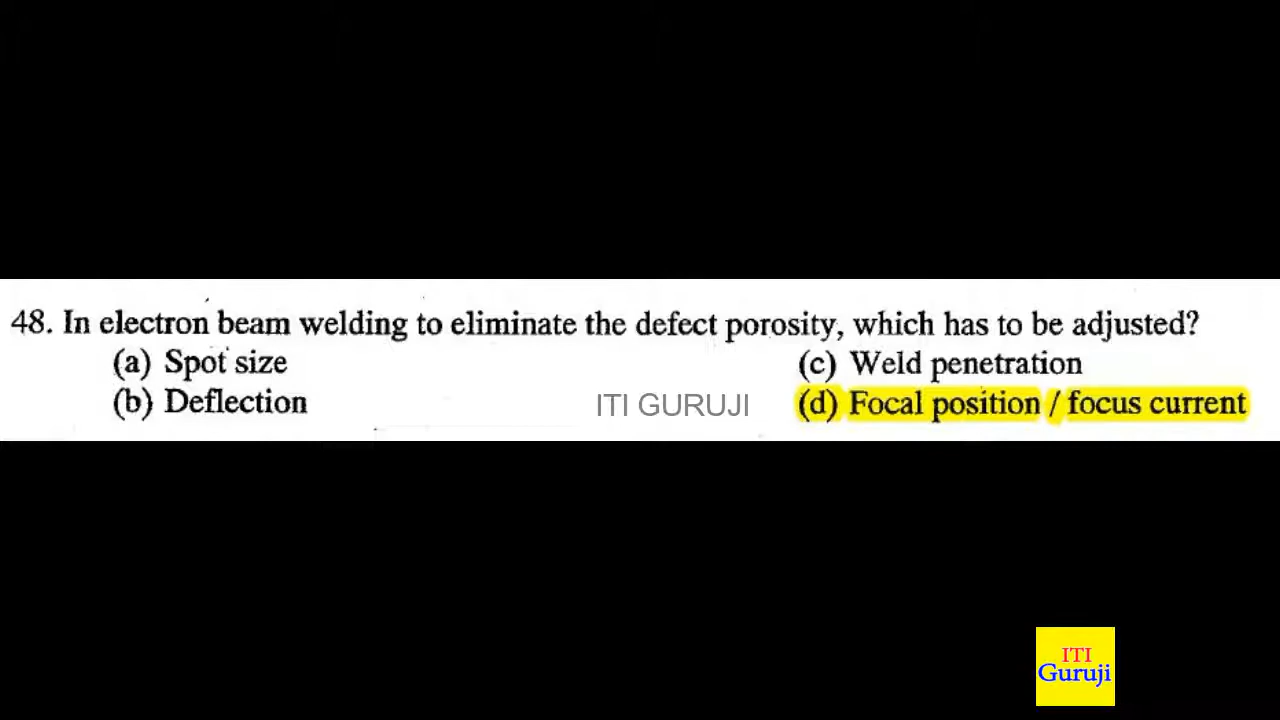 48. In electron beam welding to eliminate the defect porosity, which has to be adjusted?
(a) Spot size
(c) Weld penetration
(b) Deflection
ITI GURUJI
(d) Focal position / focus current
ITI
Guruji